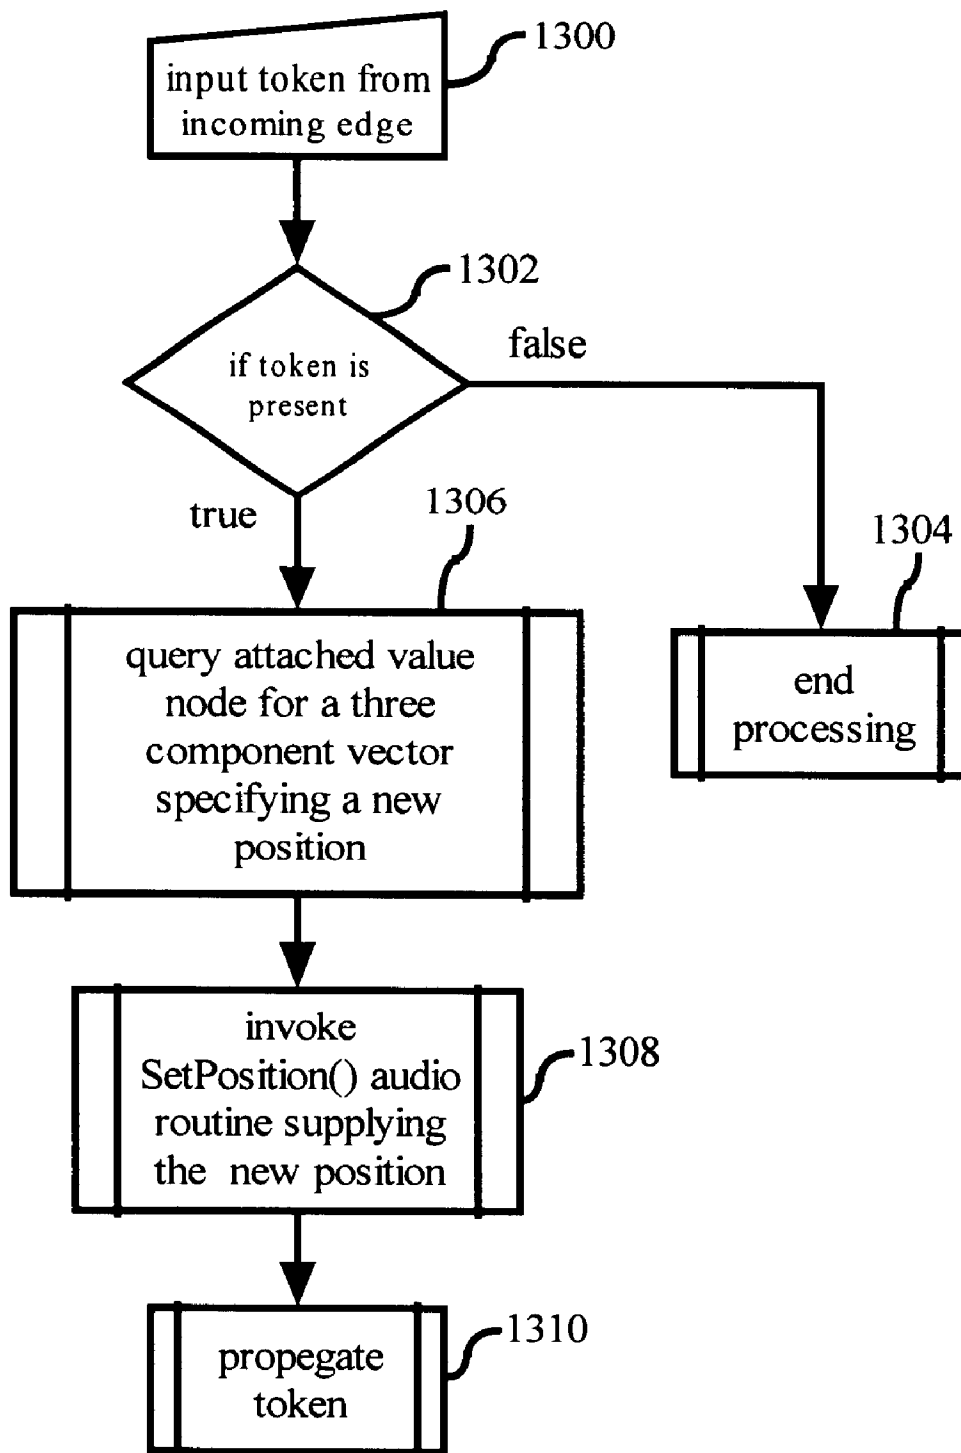 1300
input token from
incoming edge
1302
if token is
present
false
true
1306
1304
query attached value
node for a three
component vector
specifying a new
position
end
processing
invoke
SetPosition() audio
routine supplying
the new position
1308
propegate
token
1310